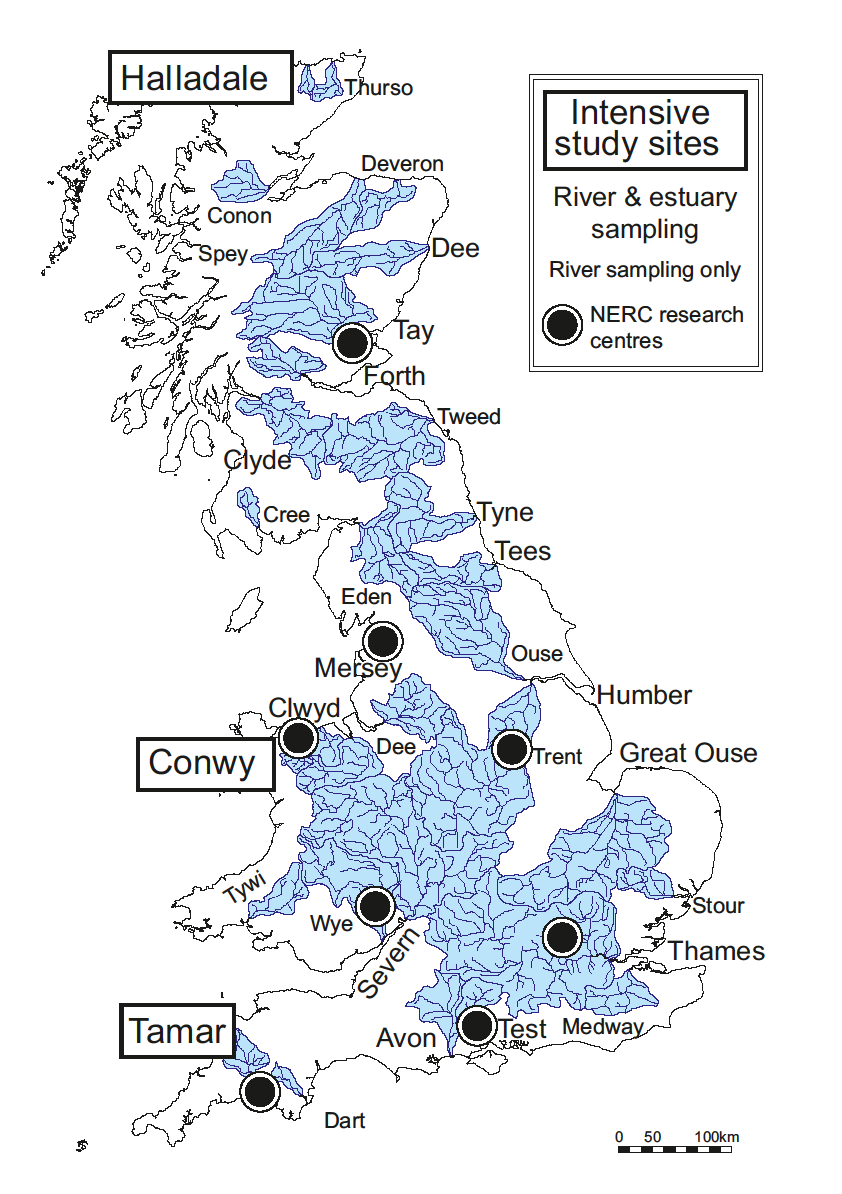 Halladale
Thurso
Intensive
study sites
River & estuary
sampling
River sampling only
NERC research
centres
Deveron
Conon
Spey
Dee
Tay
Forth
Tweed
Clyde
Cree
Tyne
Tees
Eden
Ouse
Mersey
Humber
Clwyd
Dee
Trent
Great Ouse
Conwy
Tywi
Stour
Wye
Severn
Thames
Tamar
Avon
Test
Medway
Dart
0 50 100km